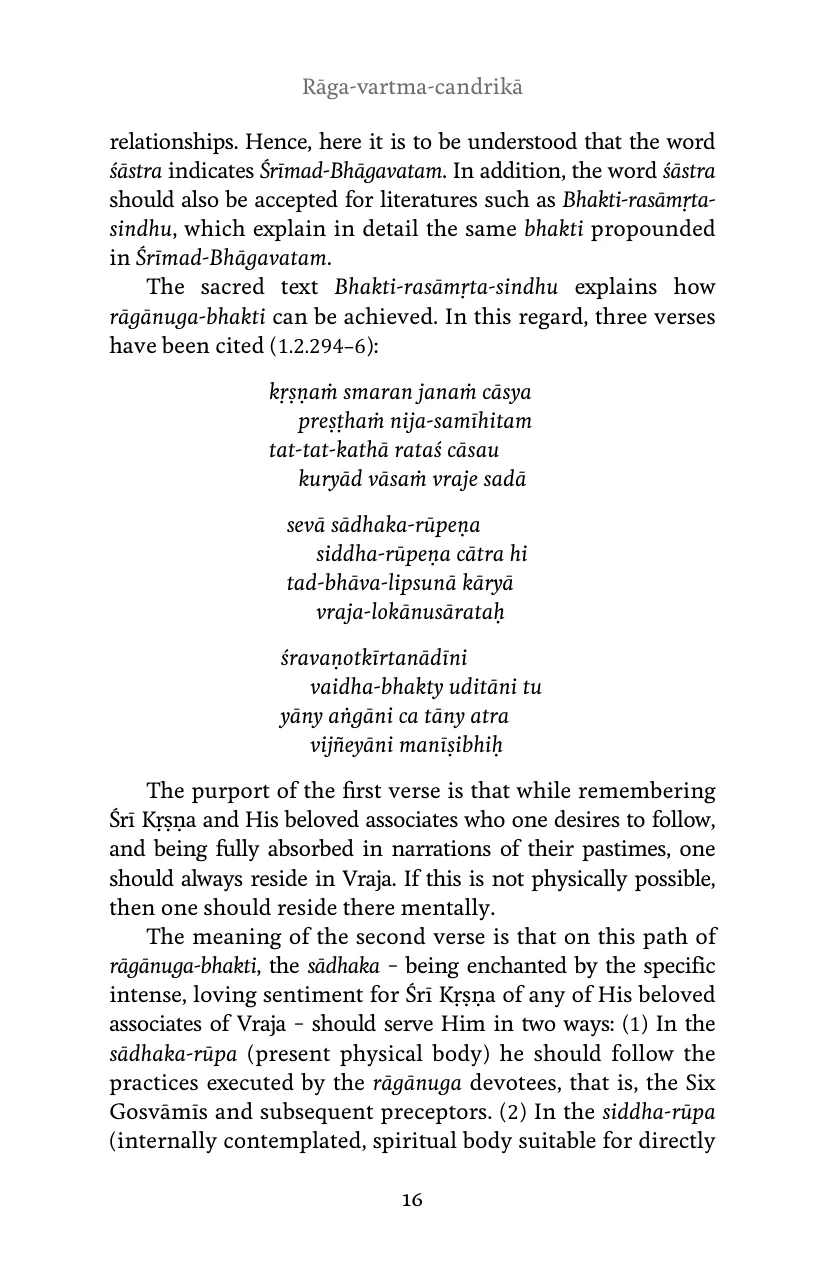 Rāga-vartma-candrikā
relationships. Hence, here it is to be understood that the word
śāstra indicates Śrīmad-Bhāgavatam. In addition, the word śāstra
should also be accepted for literatures such as Bhakti-rasāmṛta-
sindhu, which explain in detail the same bhakti propounded
in Śrīmad-Bhāgavatam.
The sacred text Bhakti-rasāmṛta-sindhu explains how
rāgānuga-bhakti can be achieved. In this regard, three verses
have been cited (1.2.294–6):
kṛṣṇaṁ smaran janaṁ cāsya
preṣṭhaṁ nija-samīhitam
tat-tat-kathā rataś cāsau
kuryād vāsaṁ vraje sadā
sevā sādhaka-rūpeṇa
siddha-rūpeṇa cātra hi
tad-bhāva-lipsunā kāryā
vraja-lokānusārataḥ
śravaṇotkīrtanādīni
vaidha-bhakty uditāni tu
yāny aṅgāni ca tāny atra
vijñeyāni manīṣibhiḥ
The purport of the first verse is that while remembering
Śrī Kṛṣṇa and His beloved associates who one desires to follow,
and being fully absorbed in narrations of their pastimes, one
should always reside in Vraja. If this is not physically possible,
then one should reside there mentally.
The meaning of the second verse is that on this path of
rāgānuga-bhakti, the sādhaka – being enchanted by the specific
intense, loving sentiment for Śrī Kṛṣṇa of any of His beloved
associates of Vraja – should serve Him in two ways: (1) In the
sādhaka-rūpa (present physical body) he should follow the
practices executed by the rāgānuga devotees, that is, the Six
Gosvāmīs and subsequent preceptors. (2) In the siddha-rūpa
(internally contemplated, spiritual body suitable for directly
16